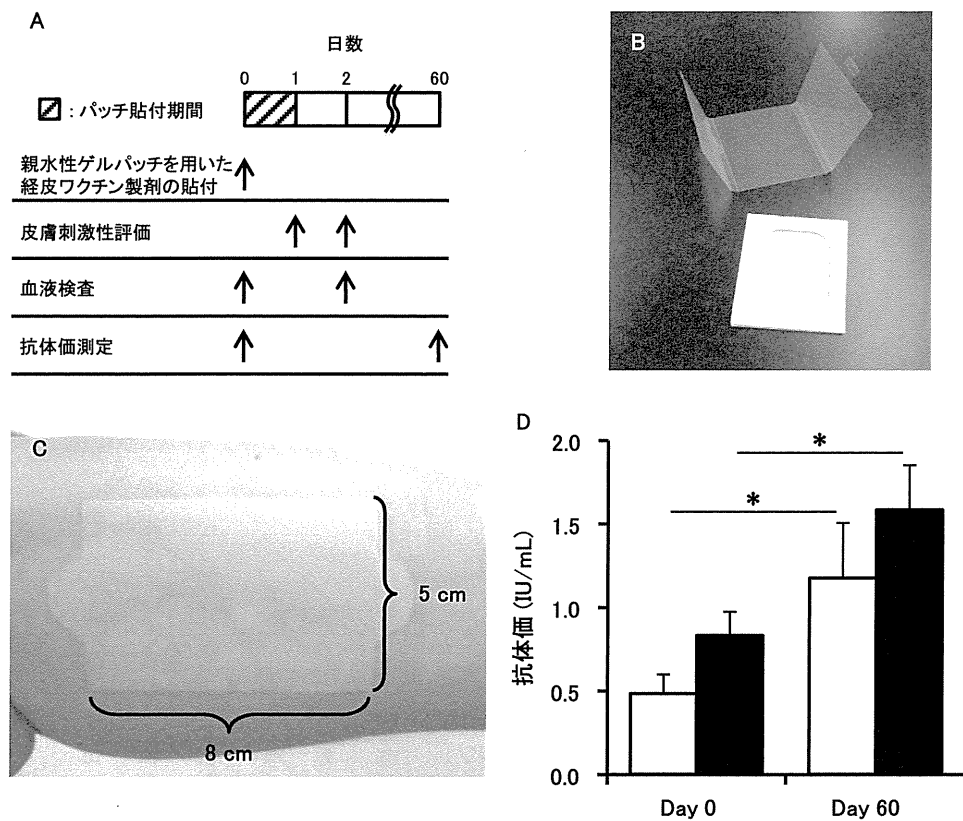 A
日数
0 1 2 60
: パッチ貼付期間
親水性ゲルパッチを用いた
経皮ワクチン製剤の貼付
皮膚刺激性評価
血液検査
抗体価測定
B
C
5 cm
8 cm
D
抗体価 (IU/mL)
2.0
1.5
1.0
0.5
0.0
*
*
Day 0 Day 60